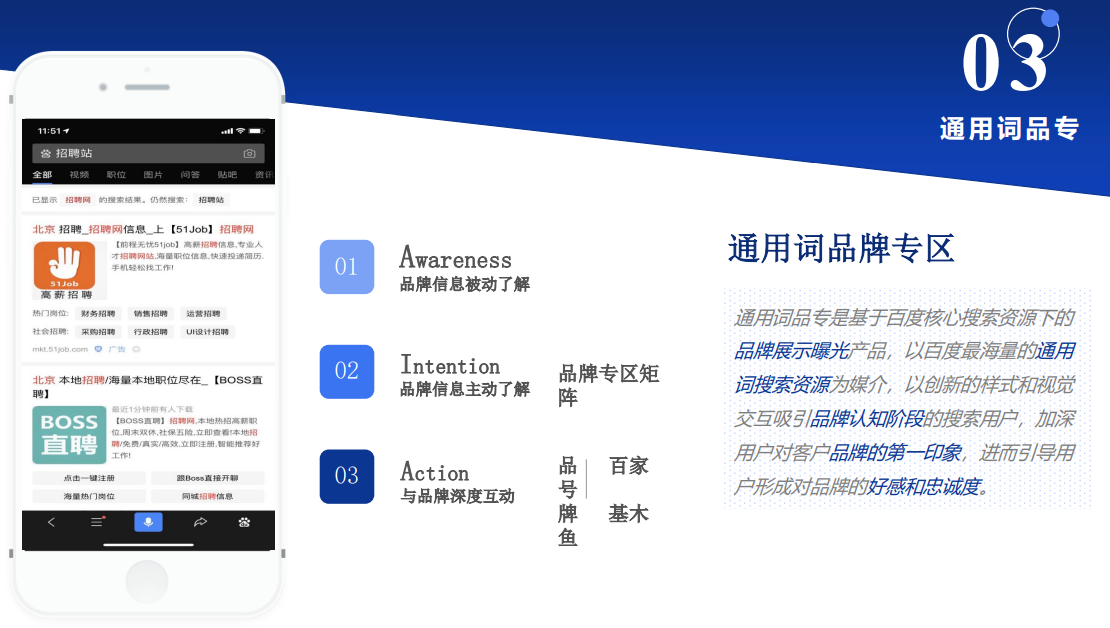 03
通用词品专
11:51
招聘站
全部 视频 职位 图片 问答 贴吧 资讯
已显示 招聘网 的搜索结果。仍然搜索: 招聘站
北京 招聘_招聘网信息_上【51Job】招聘网
【前程无忧51job】高薪招聘信息,专业人
才招聘网站,海量职位信息,快速投递简历,
手机轻松找工作!
51Job
高薪招聘
热门岗位: 财务招聘 销售招聘 运营招聘
社会招聘: 采购招聘 行政招聘 UI设计招聘
mkt.51job.com 广告
北京 本地招聘/海量本地职位尽在_【BOSS直
聘】
最近1分钟前有人下载
BOSS
直聘
【BOSS直聘】招聘网,本地热招高薪职
位,周末双休,社保五险,立即查看!本地招
聘/免费/真实/高效,立即注册,智能推荐好
工作!
点击一键注册 跟Boss直接开聊
海量热门岗位 同城招聘信息
01
Awareness
品牌信息被动了解
02
Intention
品牌信息主动了解
品牌专区矩
阵
03
Action
与品牌深度互动
品 百家
号
牌 基木
鱼
通用词品牌专区
通用词品专是基于百度核心搜索资源下的
品牌展示曝光产品，以百度最海量的通用
词搜索资源为媒介，以创新的样式和视觉
交互吸引品牌认知阶段的搜索用户，加深
用户对客户品牌的第一印象，进而引导用
户形成对品牌的好感和忠诚度。